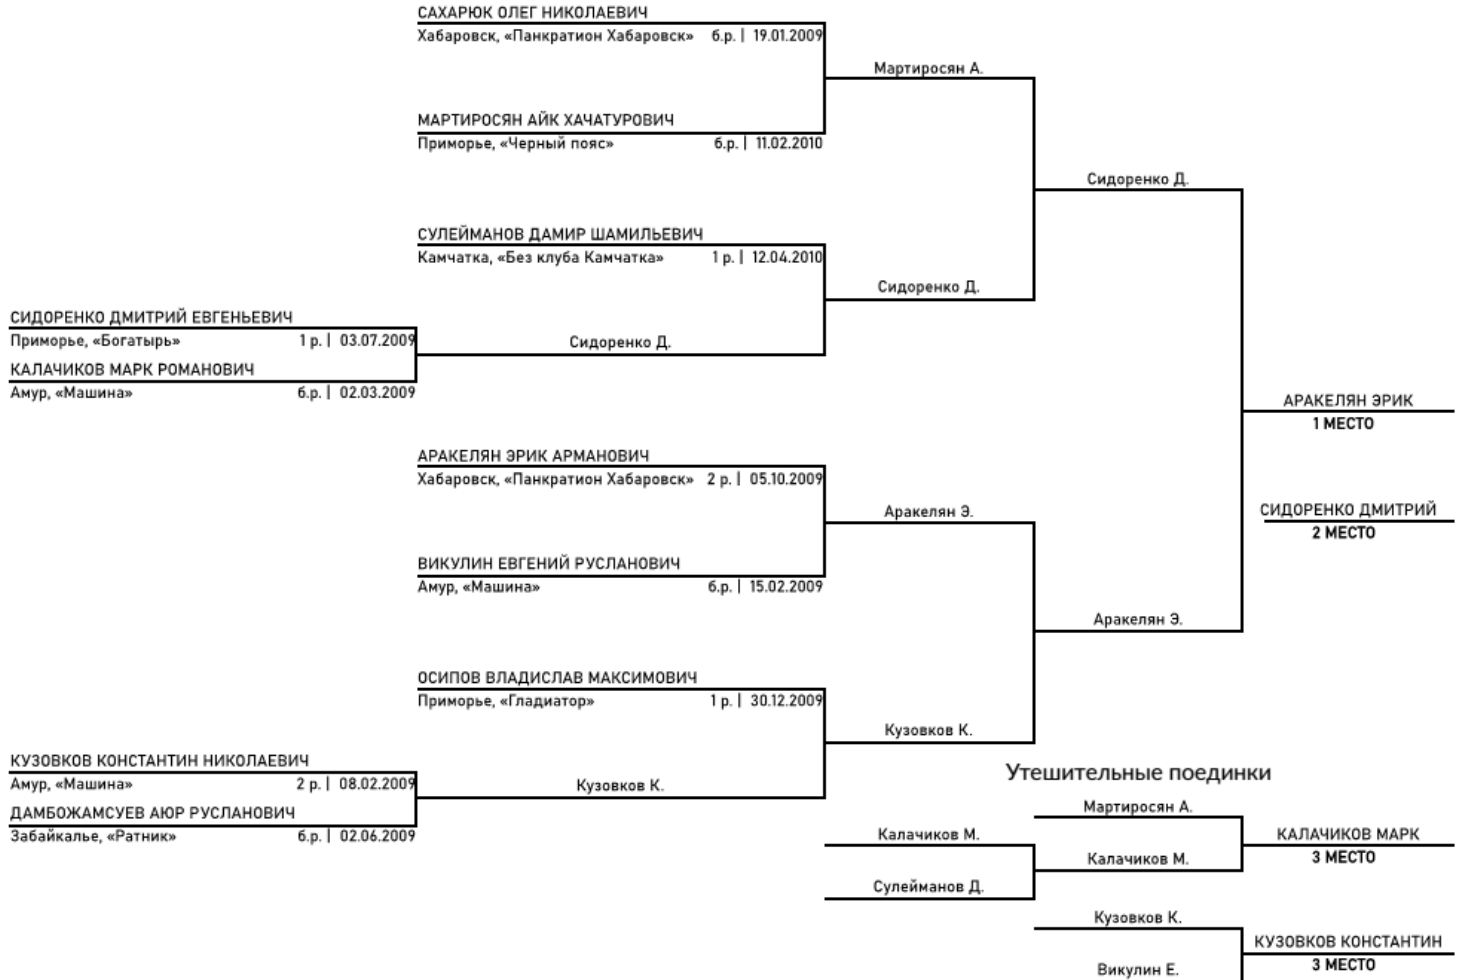 САХАРЮК ОЛЕГ НИКОЛАЕВИЧ
Хабаровск, «Панкратион Хабаровск» б.р. | 19.01.2009
Мартиросян А.
МАРТИРОСЯН АЙК ХАЧАТУРОВИЧ
Приморье, «Черный пояс» б.р. | 11.02.2010
Сидоренко Д.
СУЛЕЙМАНОВ ДАМИР ШАМИЛЬЕВИЧ
Камчатка, «Без клуба Камчатка» 1 р. | 12.04.2010
Сидоренко Д.
СИДОРЕНКО ДМИТРИЙ ЕВГЕНЬЕВИЧ
Приморье, «Богатырь» 1 р. | 03.07.2009
Сидоренко Д.
КАЛАЧИКОВ МАРК РОМАНОВИЧ
Амур, «Машина» б.р. | 02.03.2009
АРАКЕЛЯН ЭРИК
1 МЕСТО
АРАКЕЛЯН ЭРИК АРМАНОВИЧ
Хабаровск, «Панкратион Хабаровск» 2 р. | 05.10.2009
Аракелян Э.
СИДОРЕНКО ДМИТРИЙ
2 МЕСТО
ВИКУЛИН ЕВГЕНИЙ РУСЛАНОВИЧ
Амур, «Машина» б.р. | 15.02.2009
Аракелян Э.
ОСИПОВ ВЛАДИСЛАВ МАКСИМОВИЧ
Приморье, «Гладиатор» 1 р. | 30.12.2009
Кузовков К.
КУЗОВКОВ КОНСТАНТИН НИКОЛАЕВИЧ
Амур, «Машина» 2 р. | 08.02.2009
Кузовков К.
ДАМБОЖАМСУЕВ АЮР РУСЛАНОВИЧ
Забайкалье, «Ратник» б.р. | 02.06.2009
Утешительные поединки
Мартиросян А.
Калачиков М.
КАЛАЧИКОВ МАРК
3 МЕСТО
Калачиков М.
Сулейманов Д.
Кузовков К.
КУЗОВКОВ КОНСТАНТИН
3 МЕСТО
Викулин Е.